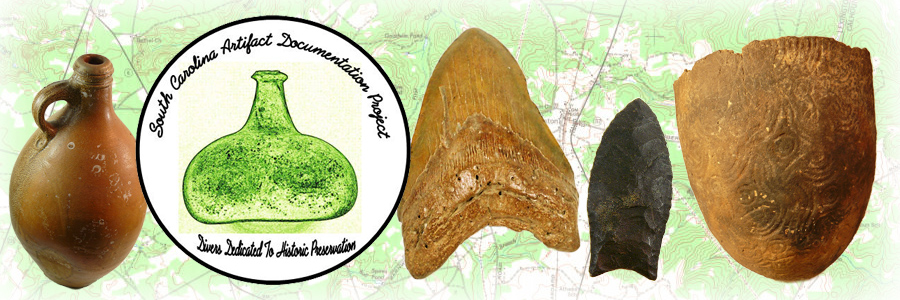 South Carolina Artifact Documentation Project
Divers Dedicated To Historic Preservation